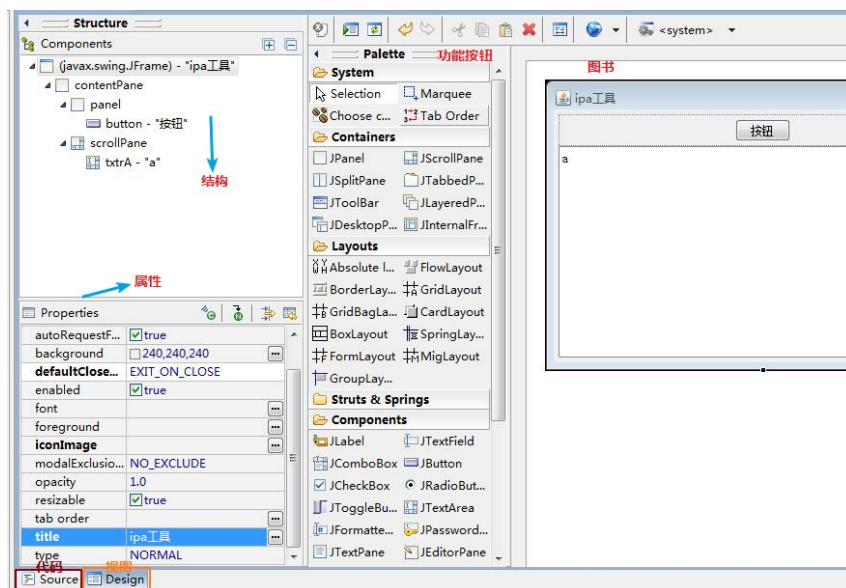 Structure
Components
(javax.swing.JFrame) - "ipa工具"
contentPane
panel
button - "按钮"
scrollPane
txtrA - "a"
结构
属性
Properties
autoRequestF... true
background 240,240,240
defaultClose... EXIT_ON_CLOSE
enabled true
font
foreground
iconImage
modalExclusio... NO_EXCLUDE
opacity 1.0
resizable true
tab order
title ipa工具
type NORMAL
代码 视图
Source Design
<system>
Palette 功能按钮
System
Selection Marquee
Choose c... Tab Order
Containers
JPanel JScrollPane
JSplitPane JTabbedP...
JToolBar JLayeredP...
JDesktopP... JInternalFr...
Layouts
Absolute l... FlowLayout
BorderLay... GridLayout
GridBagLa... CardLayout
BoxLayout SpringLay...
FormLayout MigLayout
GroupLay...
Struts & Springs
Components
JLabel JTextField
JComboBox JButton
JCheckBox JRadioBut...
JToggleBu... JTextArea
JFormatte... JPassword...
JTextPane JEditorPane
图书
ipa工具
按钮
a